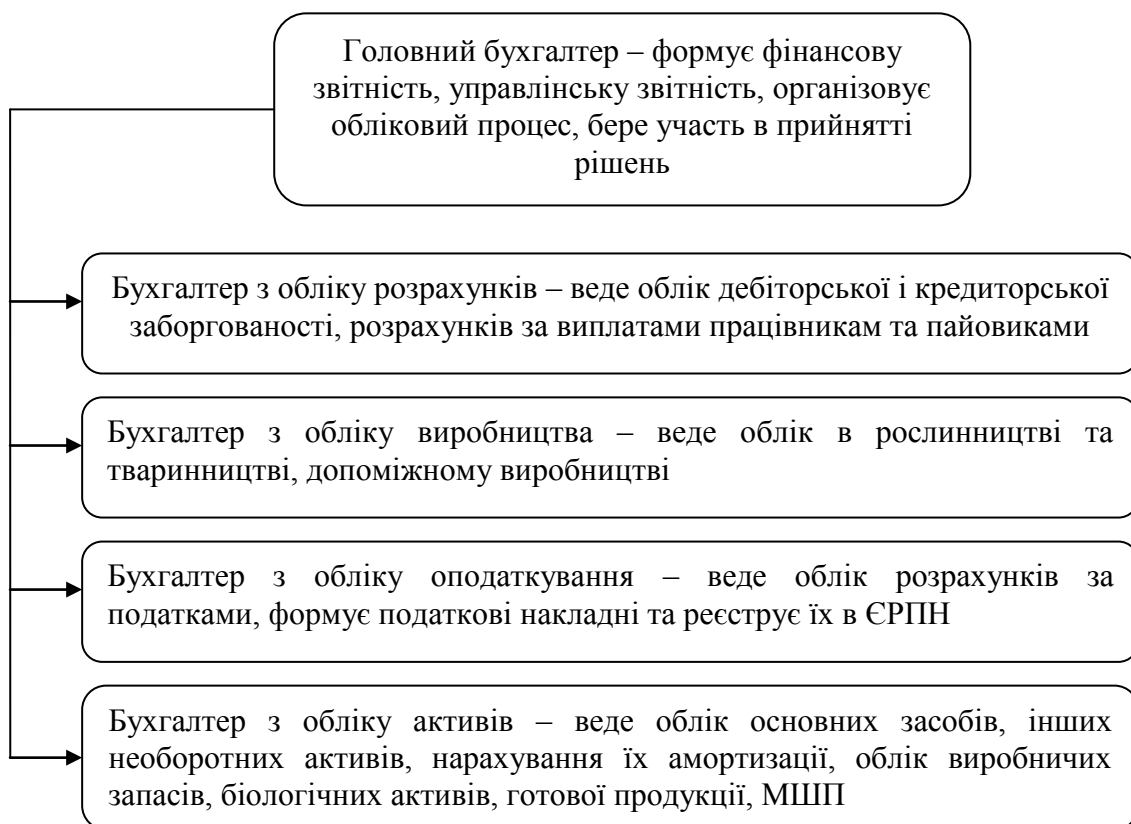 Головний бухгалтер – формує фінансову
звітність, управлінську звітність, організовує
обліковий процес, бере участь в прийнятті
рішень
Бухгалтер з обліку розрахунків – веде облік дебіторської і кредиторської
заборгованості, розрахунків за виплатами працівникам та пайовиками
Бухгалтер з обліку виробництва – веде облік в рослинництві та
тваринництві, допоміжному виробництві
Бухгалтер з обліку оподаткування – веде облік розрахунків за
податками, формує податкові накладні та реєструє їх в ЄРПН
Бухгалтер з обліку активів – веде облік основних засобів, інших
необоротних активів, нарахування їх амортизації, облік виробничих
запасів, біологічних активів, готової продукції, МШП